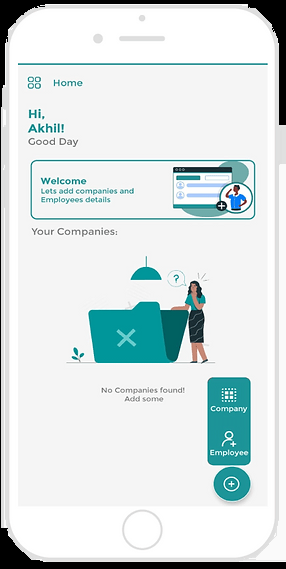 Home
Hi,
Akhil!
Good Day
Welcome
Lets add companies and
Employees details
Your Companies:
?
No Companies found!
Add some
Company
Employee